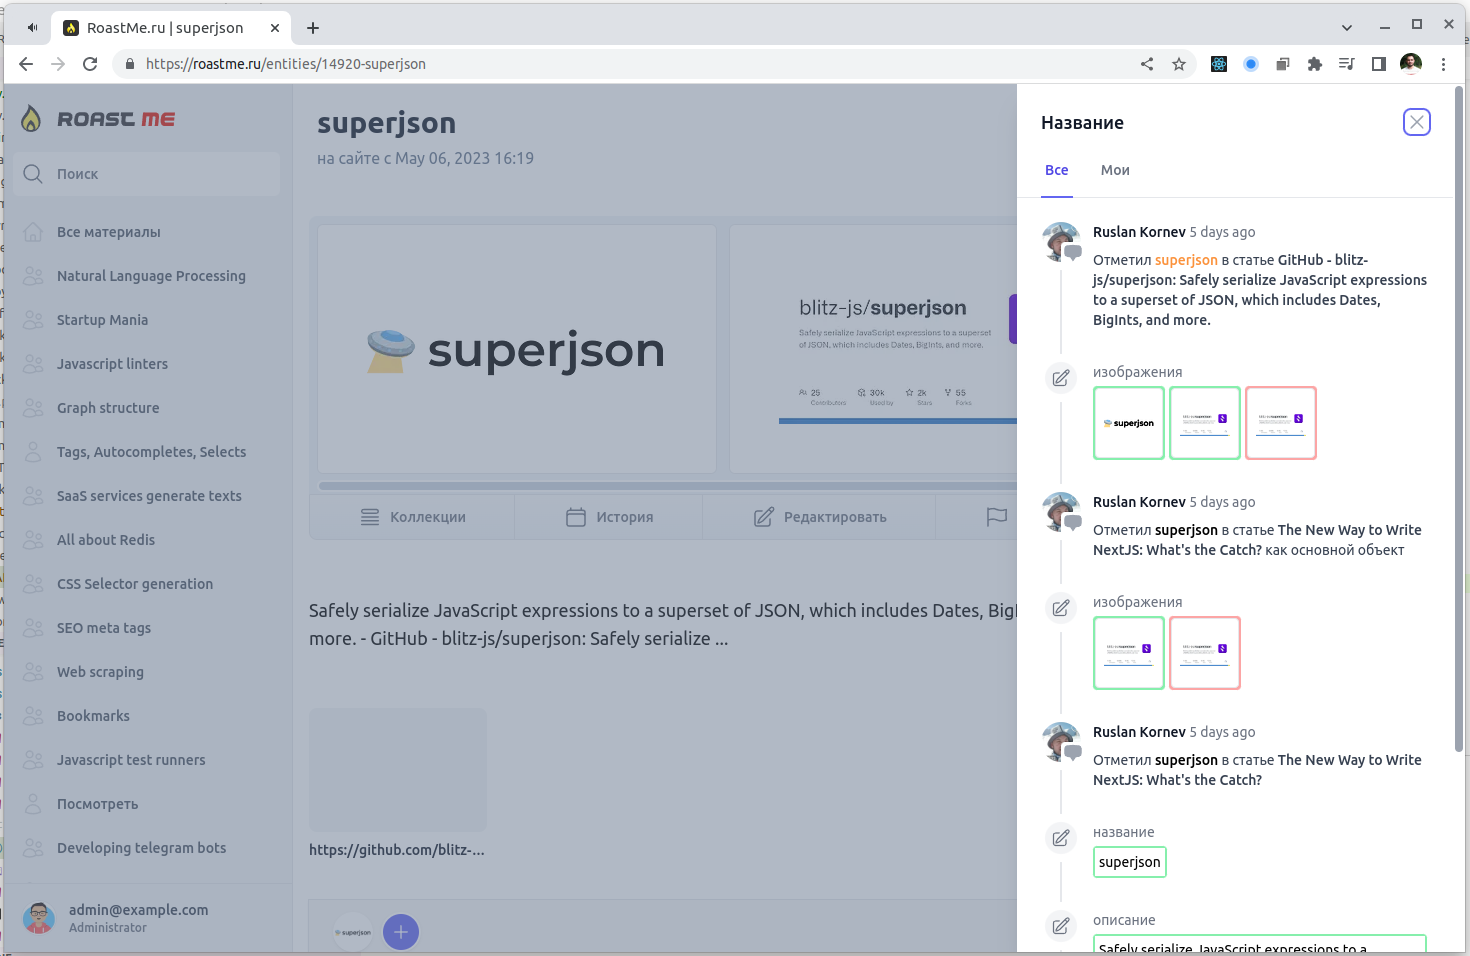 RoastMe.ru | superjson
https://roastme.ru/entities/14920-superjson
ROAST ME
Поиск
Все материалы
Natural Language Processing
Startup Mania
Javascript linters
Graph structure
Tags, Autocompletes, Selects
SaaS services generate texts
All about Redis
CSS Selector generation
SEO meta tags
Web scraping
Bookmarks
Javascript test runners
Посмотреть
Developing telegram bots
admin@example.com
Administrator
superjson
на сайте с May 06, 2023 16:19
superjson
blitz-js/superjson
Safely serialize JavaScript expressions to a superset
of JSON, which includes Dates, BigInts, and more.
25 Contributors
30k Used by
2k Stars
55 Forks
Коллекции
История
Редактировать
Safely serialize JavaScript expressions to a superset of JSON, which includes Dates, BigI
more. - GitHub - blitz-js/superjson: Safely serialize ...
https://github.com/blitz-...
superjson
Название
Все
Мои
Ruslan Kornev 5 days ago
Отметил superjson в статье GitHub - blitz-
js/superjson: Safely serialize JavaScript expressions
to a superset of JSON, which includes Dates,
BigInts, and more.
изображения
superjson
Ruslan Kornev 5 days ago
Отметил superjson в статье The New Way to Write
NextJS: What's the Catch? как основной объект
изображения
Ruslan Kornev 5 days ago
Отметил superjson в статье The New Way to Write
NextJS: What's the Catch?
название
superjson
описание
Safely serialize JavaScript expressions to a